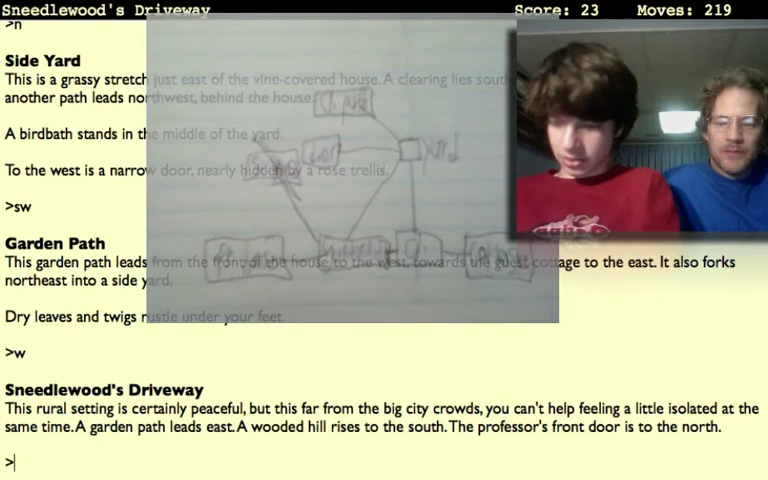 Sneedlewood's Driveway Score: 23 Moves: 219
>n
Side Yard
This is a grassy stretch just east of the vine-covered house. A clearing lies sout
another path leads northwest, behind the house.
A birdbath stands in the middle of the yard.
To the west is a narrow door, nearly hidden by a rose trellis.
>sw
Garden Path
This garden path leads from the front of the house to the west, towards the guest cottage to the east. It also forks
northeast into a side yard.
Dry leaves and twigs rustle under your feet.
>w
Sneedlewood's Driveway
This rural setting is certainly peaceful, but this far from the big city crowds, you can't help feeling a little isolated at the
same time. A garden path leads east. A wooded hill rises to the south. The professor's front door is to the north.
>